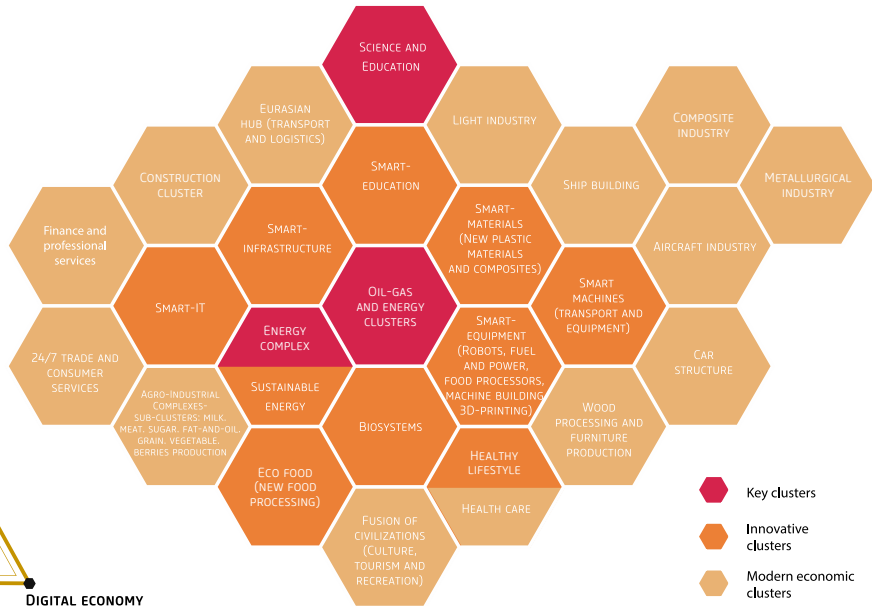 SCIENCE AND
EDUCATION
EURASIAN
HUB (TRANSPORT
AND LOGISTICS)
LIGHT INDUSTRY
COMPOSITE
INDUSTRY
CONSTRUCTION
CLUSTER
SMART-
EDUCATION
SHIP BUILDING
METALLURGICAL
INDUSTRY
Finance and
professional
services
SMART-
INFRASTRUCTURE
SMART-
MATERIALS
(NEW PLASTIC
MATERIALS
AND COMPOSITES)
AIRCRAFT INDUSTRY
SMART-IT
OIL-GAS
AND ENERGY
CLUSTERS
SMART
MACHINES
(TRANSPORT AND
EQUIPMENT)
ENERGY
COMPLEX
SUSTAINABLE
ENERGY
SMART-
EQUIPMENT
(ROBOTS, FUEL
AND POWER,
FOOD PROCESSORS,
MACHINE BUILDING
3D-PRINTING)
24/7 TRADE AND
CONSUMER
SERVICES
CAR
STRUCTURE
AGRO-INDUSTRIAL
COMPLEXES-
SUB-CLUSTERS: MILK.
MEAT. SUGAR. FAT-AND-OIL.
GRAIN. VEGETABLE.
BERRIES PRODUCTION
BIOSYSTEMS
WOOD
PROCESSING AND
FURNITURE
PRODUCTION
ECO FOOD
(NEW FOOD
PROCESSING)
HEALTHY
LIFESTYLE
HEALTH CARE
FUSION OF
CIVILIZATIONS
(CULTURE,
TOURISM AND
RECREATION)
Key clusters
Innovative
clusters
Modern economic
clusters
DIGITAL ECONOMY